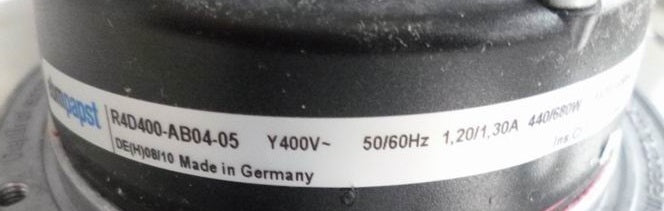 ebmpapst R4D400-AB04-05 Y400V~ 50/60Hz 1,20/1,30A 440/680W
DE(H)08/10 Made in Germany Ins